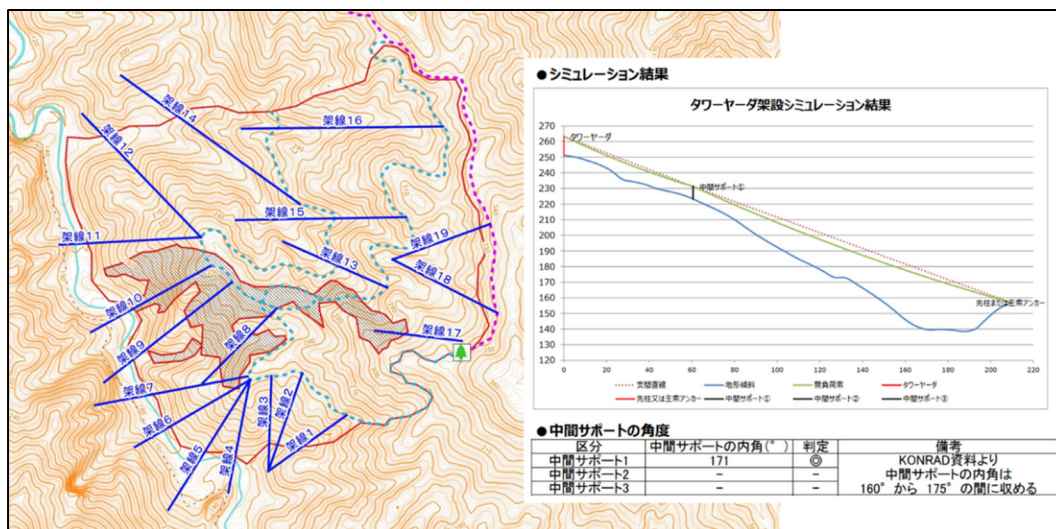 架線14
架線12
架線16
架線11
架線15
架線19
架線13
架線18
架線10
架線9
架線8
架線17
架線7
架線6
架線5
架線4
架線3
架線2
架線1
●シミュレーション結果
タワーヤーダ架設シミュレーション結果
270
260
250
240
230
220
210
200
190
180
170
160
150
140
130
120
タワーヤーダ
中間サポート①
先柱または主索アンカー
0 20 40 60 80 100 120 140 160 180 200 220
支間直線 地形傾斜 無負荷索 タワーヤーダ
先柱又は主索アンカー 中間サポート① 中間サポート② 中間サポート③
●中間サポートの角度
区分 中間サポートの内角(°) 判定 備考
中間サポート1 171 ◎ KONRAD資料より
中間サポート2 - - 中間サポートの内角は
中間サポート3 - - 160°から 175°の間に収める